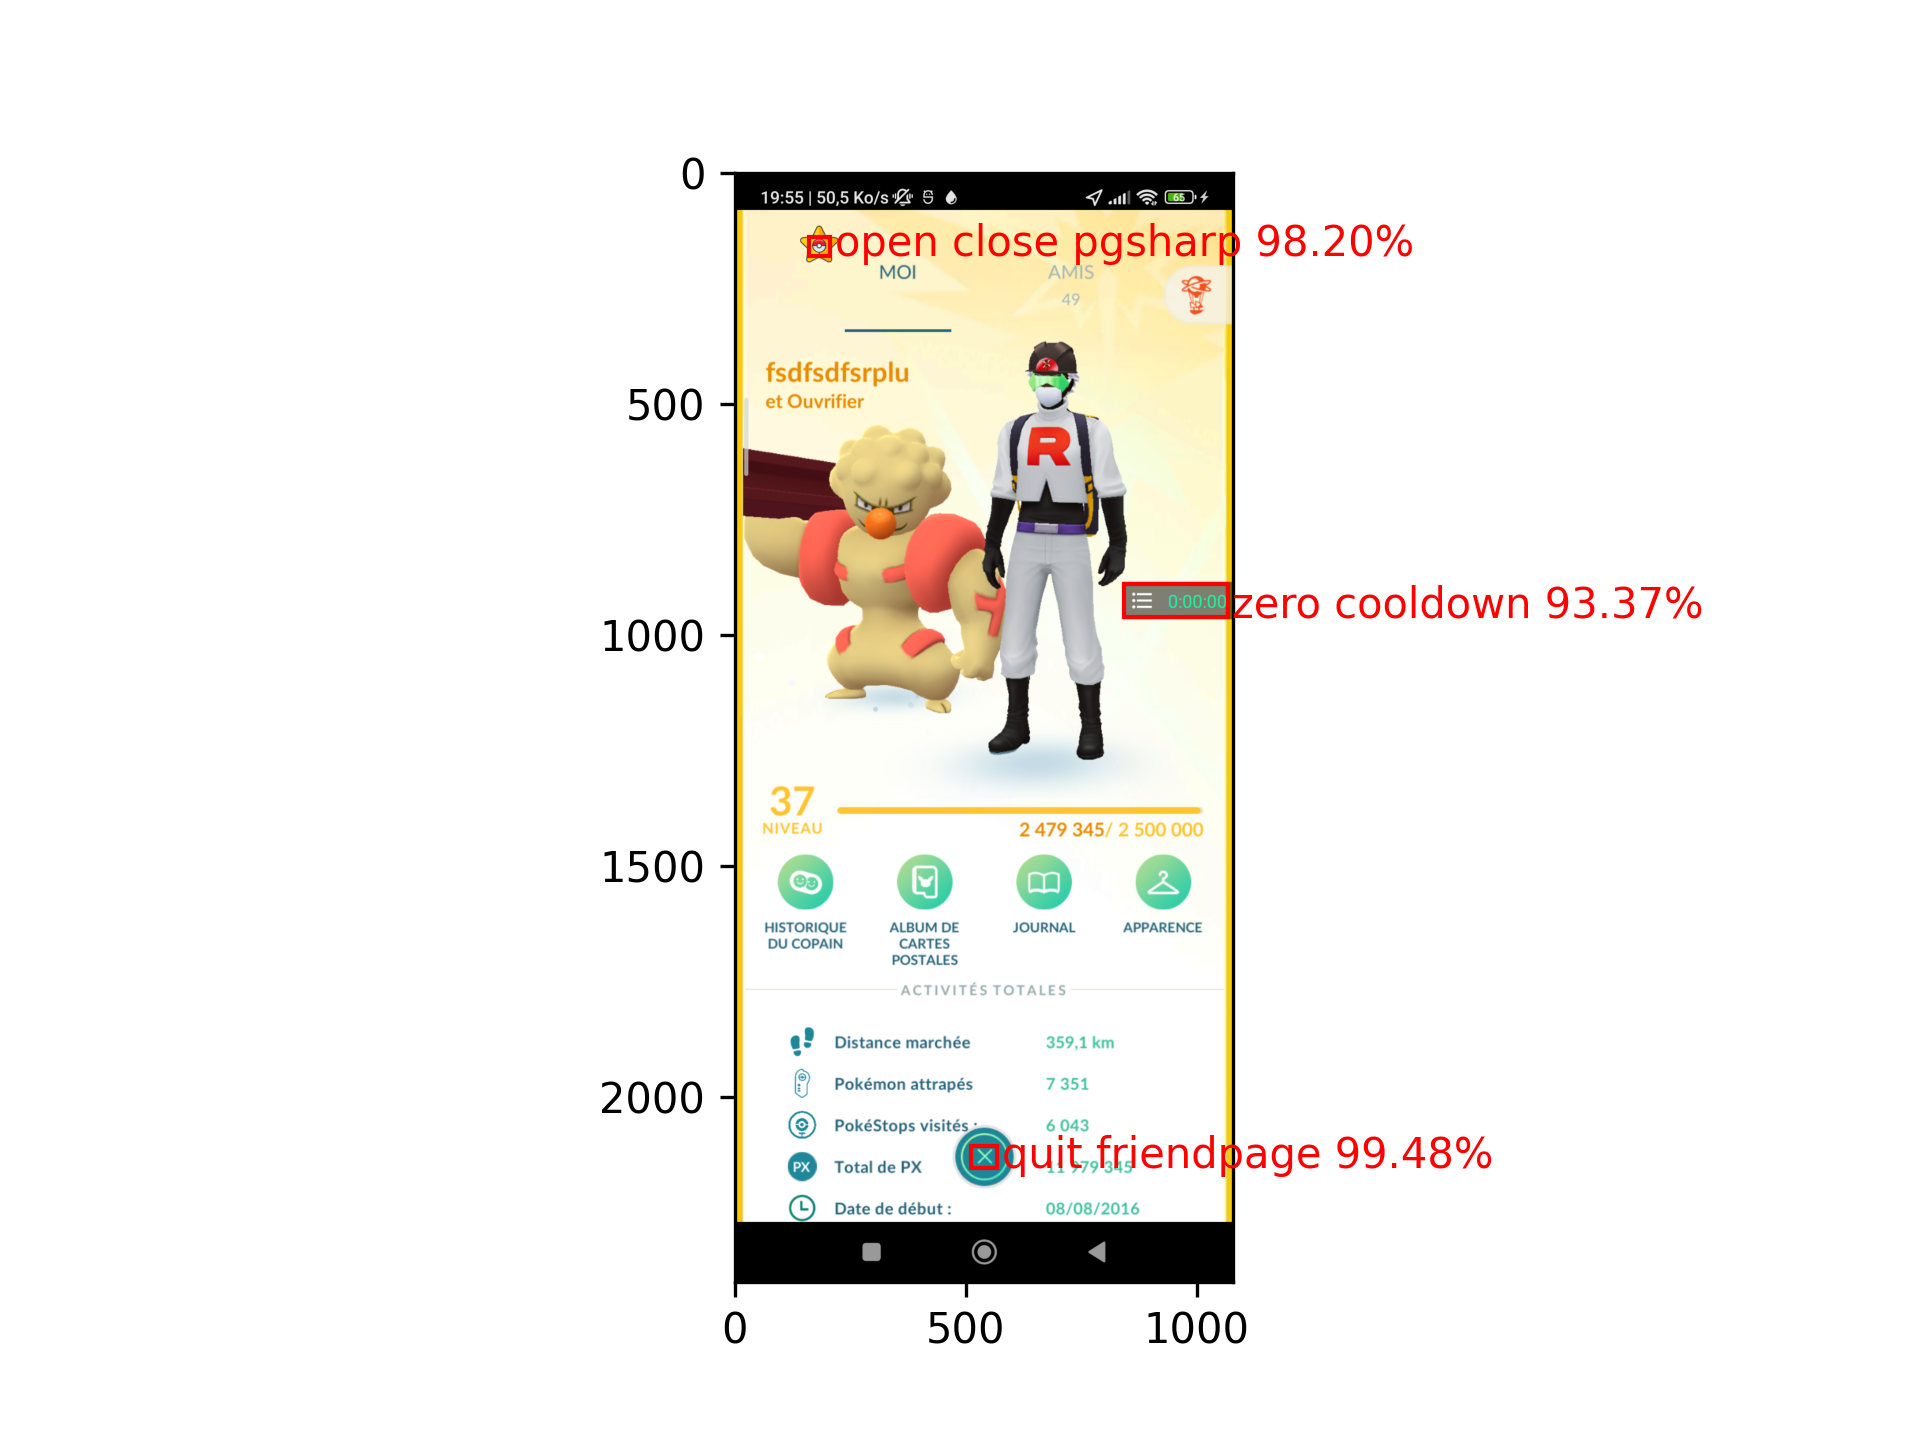 0
19:55 | 50,5 Ko/s
65
open close pgsharp 98.20%
MOI
AMIS
49
fsdfsdfsrplu
et Ouvrifier
500
R
0:00:00
zero cooldown 93.37%
1000
37
NIVEAU
2 479 345/ 2 500 000
1500
HISTORIQUE
DU COPAIN
ALBUM DE
CARTES
POSTALES
JOURNAL
APPARENCE
ACTIVITÉS TOTALES
Distance marchée 359,1 km
Pokémon attrapés 7 351
2000
PokéStops visités : 6 043
quit friendpage 99.48%
PX Total de PX 11 979 345
Date de début : 08/08/2016
0 500 1000